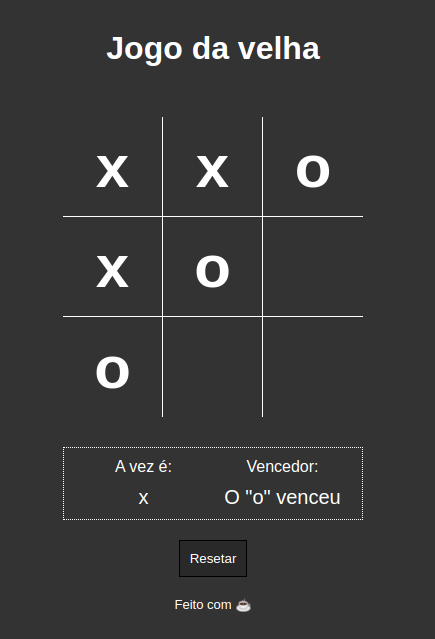 Jogo da velha
x x o
x o
o
A vez é: Vencedor:
x O "o" venceu
Resetar
Feito com ☕